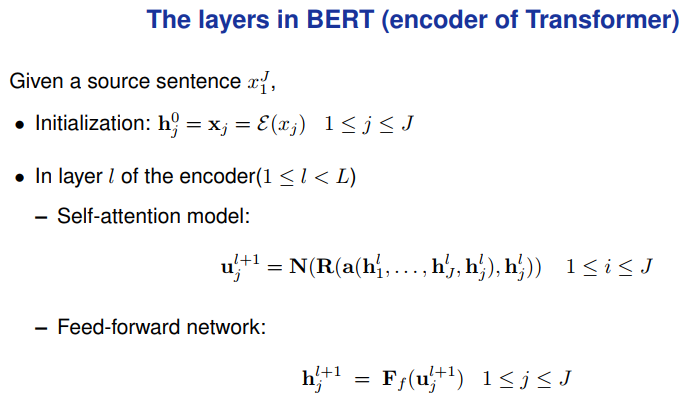 The layers in BERT (encoder of Transformer)
Given a source sentence $x_1^J$,
• Initialization: $\mathbf{h}_j^0 = \mathbf{x}_j = \mathcal{E}(x_j) \quad 1 \leq j \leq J$
• In layer $l$ of the encoder($1 \leq l < L$)
– Self-attention model:
$\mathbf{u}_j^{l+1} = \mathbf{N}(\mathbf{R}(\mathbf{a}(\mathbf{h}_1^l, \ldots, \mathbf{h}_J^l, \mathbf{h}_j^l), \mathbf{h}_j^l)) \quad 1 \leq i \leq J$
– Feed-forward network:
$\mathbf{h}_j^{l+1} = \mathbf{F}_f(\mathbf{u}_j^{l+1}) \quad 1 \leq j \leq J$